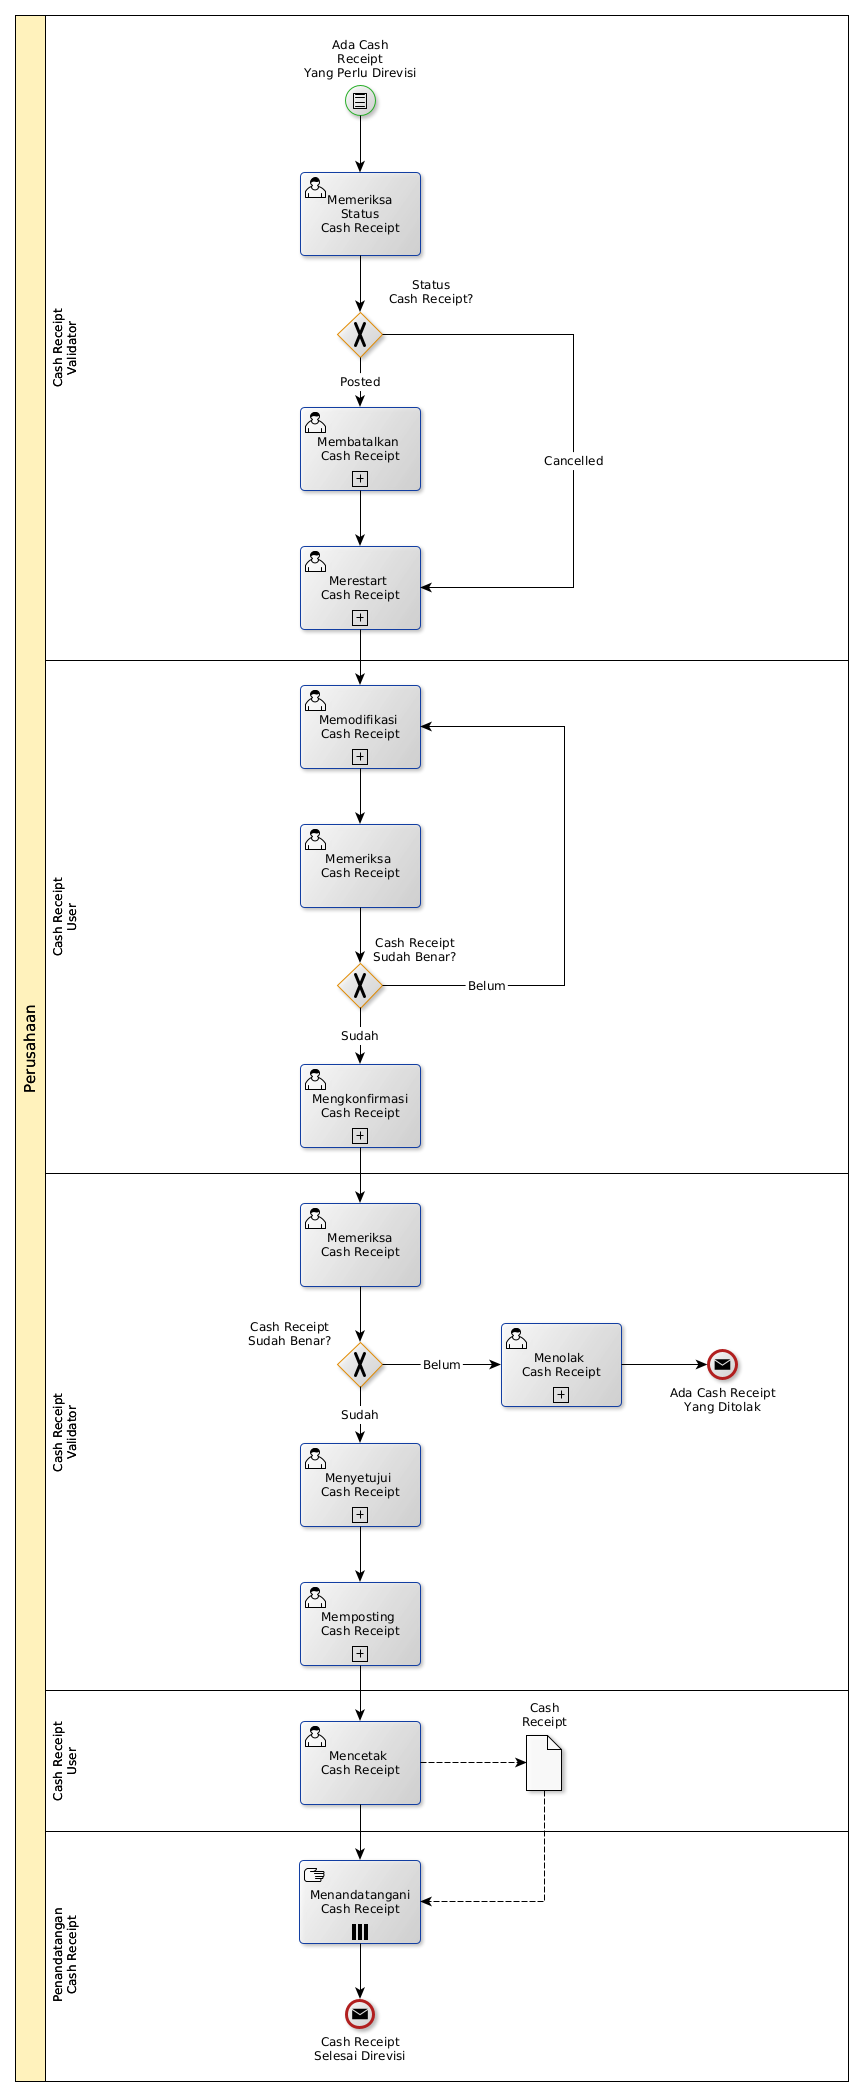 Perusahaan
Cash Receipt
Validator
Ada Cash
Receipt
Yang Perlu Direvisi
Memeriksa
Status
Cash Receipt
Status
Cash Receipt?
Posted
Cancelled
Membatalkan
Cash Receipt
Merestart
Cash Receipt
Cash Receipt
User
Memodifikasi
Cash Receipt
Memeriksa
Cash Receipt
Cash Receipt
Sudah Benar?
Belum
Sudah
Mengkonfirmasi
Cash Receipt
Cash Receipt
Validator
Memeriksa
Cash Receipt
Cash Receipt
Sudah Benar?
Belum
Menolak
Cash Receipt
Ada Cash Receipt
Yang Ditolak
Sudah
Menyetujui
Cash Receipt
Memposting
Cash Receipt
Cash Receipt
User
Mencetak
Cash Receipt
Cash
Receipt
Penandatangan
Cash Receipt
Menandatangani
Cash Receipt
Cash Receipt
Selesai Direvisi